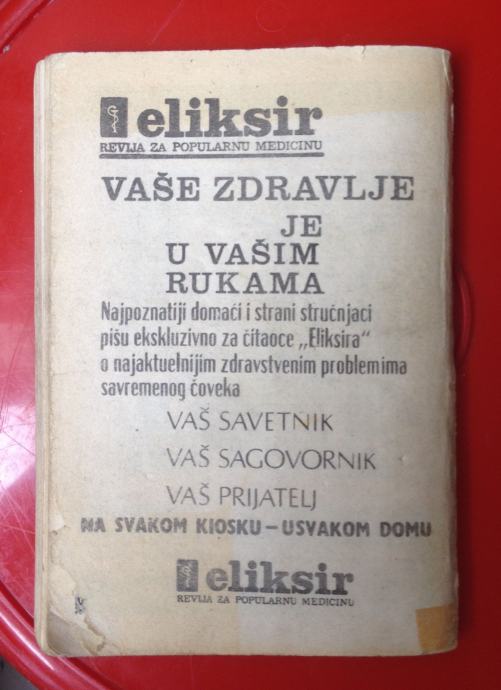 eliksir
REVIJA ZA POPULARNU MEDICINU
VAŠE ZDRAVLJE
JE
U VAŠIM
RUKAMA
Najpoznatiji domaći i strani stručnjaci
pišu ekskluzivno za čitaoce „Eliksira“
o najaktuelnijim zdravstvenim problemima
savremenog čoveka
VAŠ SAVETNIK
VAŠ SAGOVORNIK
VAŠ PRIJATELJ
NA SVAKOM KIOSKU – USVAKOM DOMU
eliksir
REVIJA ZA POPULARNU MEDICINU